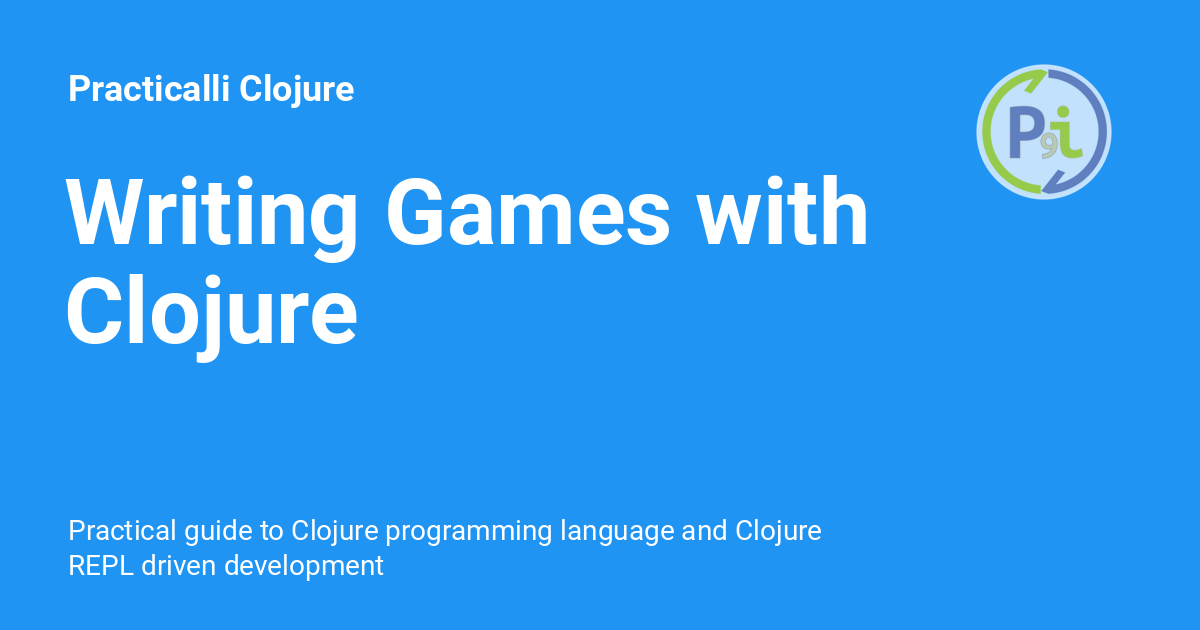 Practicalli Clojure
P9i
Writing Games with
Clojure
Practical guide to Clojure programming language and Clojure
REPL driven development